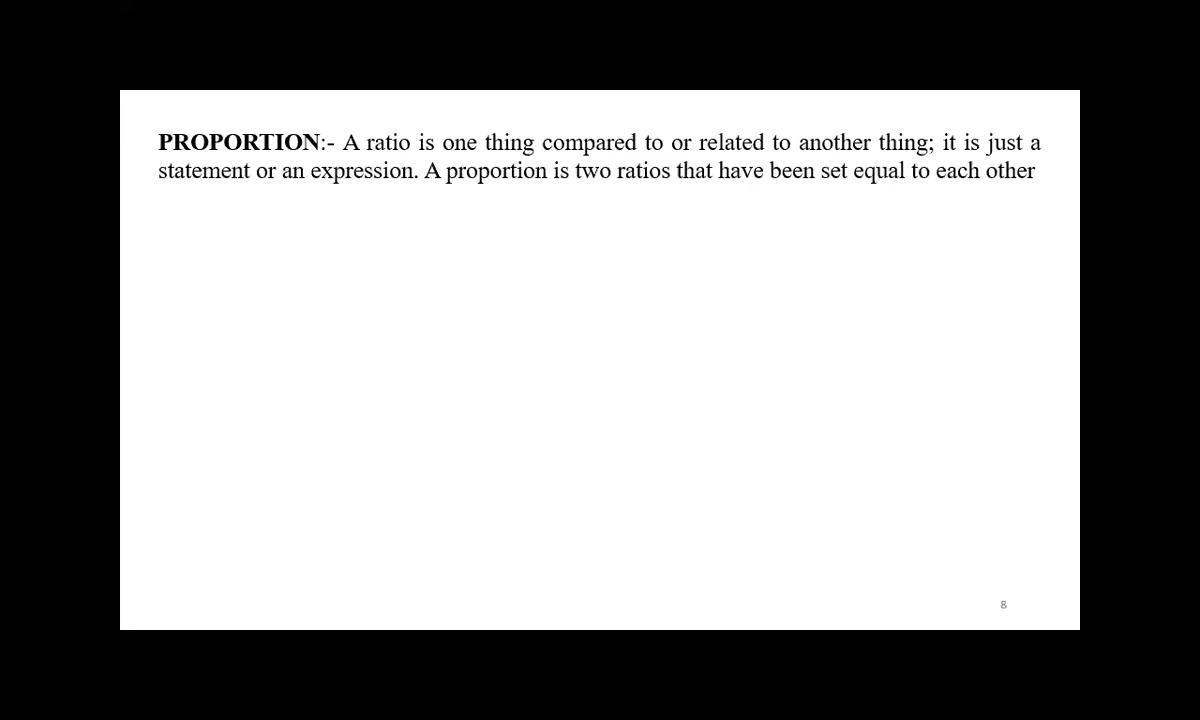 PROPORTION:- A ratio is one thing compared to or related to another thing; it is just a
statement or an expression. A proportion is two ratios that have been set equal to each other
8